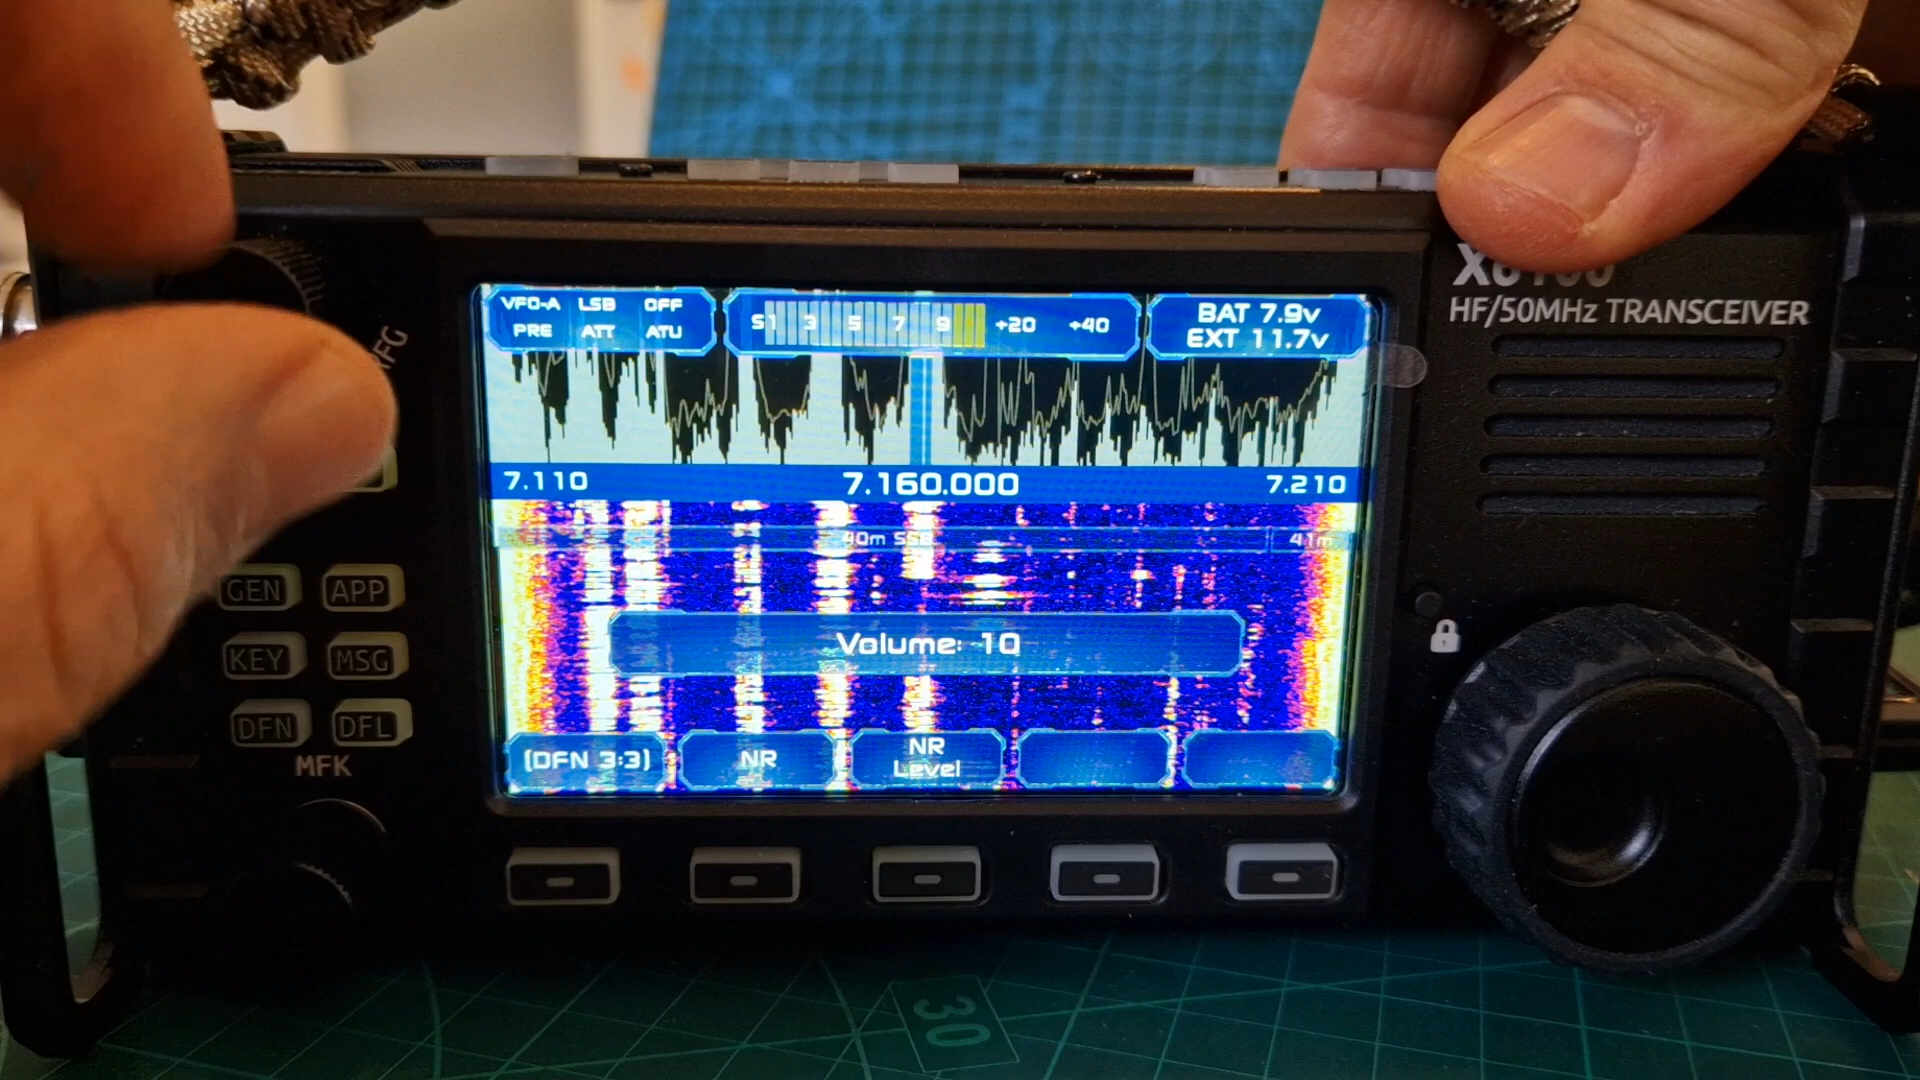 X6100
HF/50MHz TRANSCEIVER
VFO-A LSB OFF
PRE ATT ATU
S1 3 5 7 9 +20 +40
BAT 7.9v
EXT 11.7v
7.110 7.160.000 7.210
40m SSB 41m
Volume: 10
(DFN 3:3) NR NR Level
GEN APP
KEY MSG
DFN DFL
MFK
30